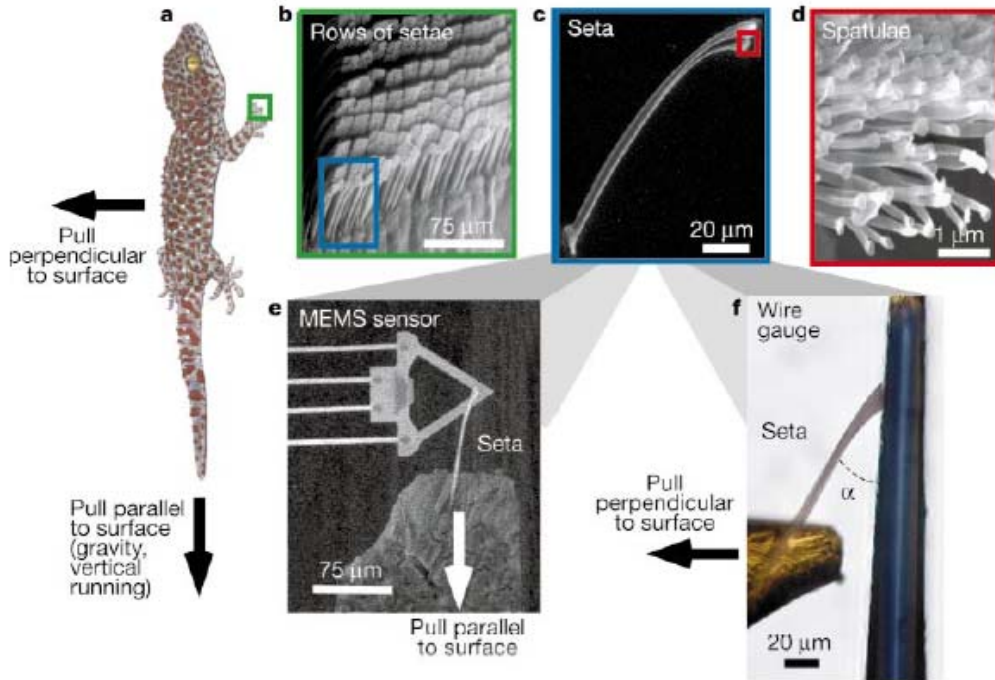 a
b
Rows of setae
75 µm
c
Seta
20 µm
d
Spatulae
1 µm
Pull
perpendicular
to surface
Pull parallel
to surface
(gravity,
vertical
running)
e
MEMS sensor
Seta
75 µm
Pull parallel
to surface
Pull
perpendicular
to surface
f
Wire
gauge
Seta
α
20 µm